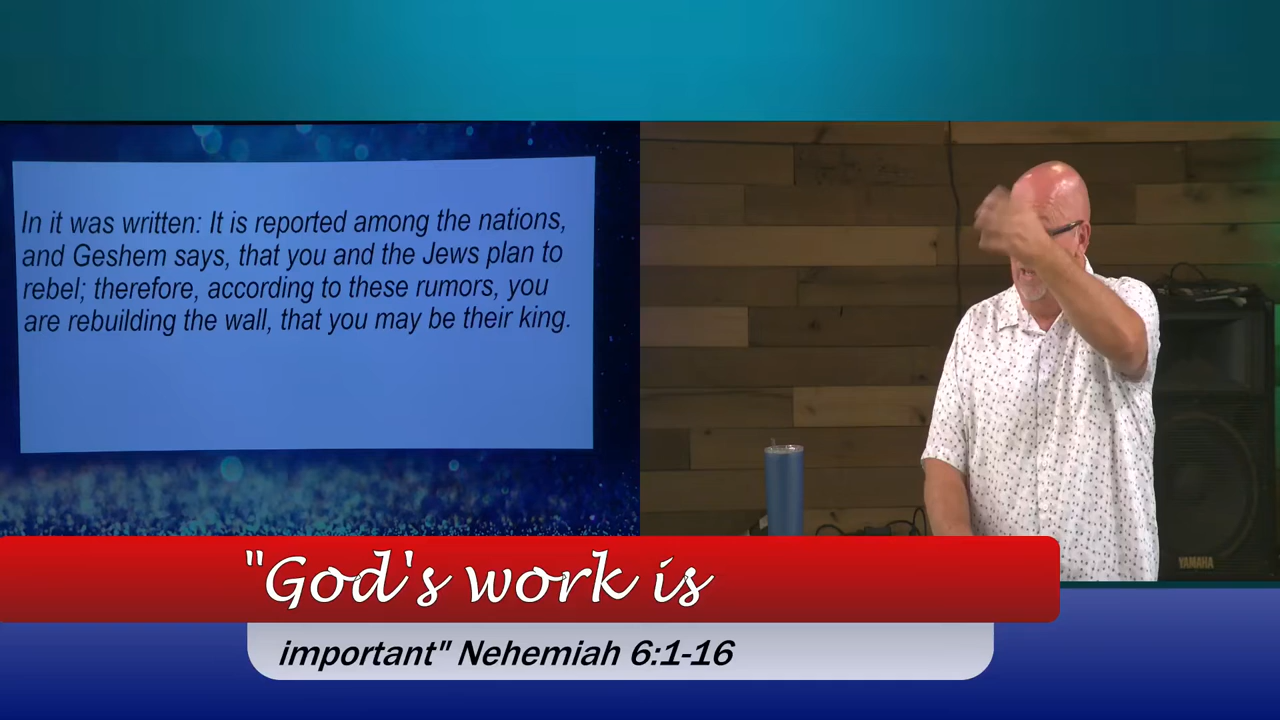 In it was written: It is reported among the nations,
and Geshem says, that you and the Jews plan to
rebel; therefore, according to these rumors, you
are rebuilding the wall, that you may be their king.
YAMAHA
"God's work is
important" Nehemiah 6:1-16